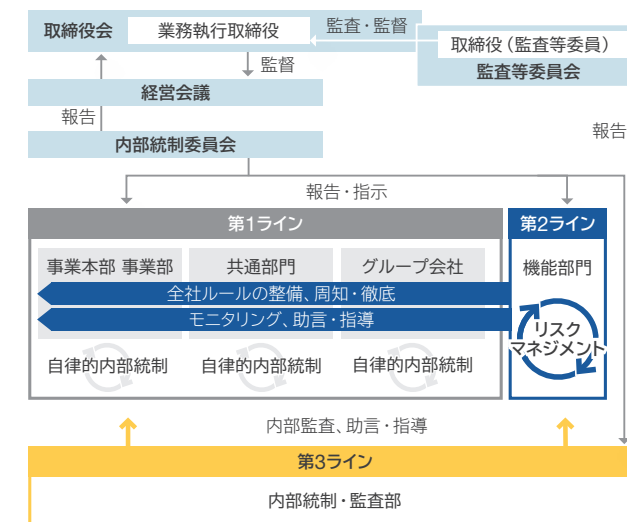 取締役会
業務執行取締役
監査・監督
取締役（監査等委員）
監査等委員会
監督
経営会議
報告
内部統制委員会
報告
報告・指示
第1ライン
第2ライン
事業本部 事業部
共通部門
グループ会社
機能部門
全社ルールの整備、周知・徹底
モニタリング、助言・指導
リスク
マネジメント
自律的内部統制
自律的内部統制
自律的内部統制
内部監査、助言・指導
第3ライン
内部統制・監査部